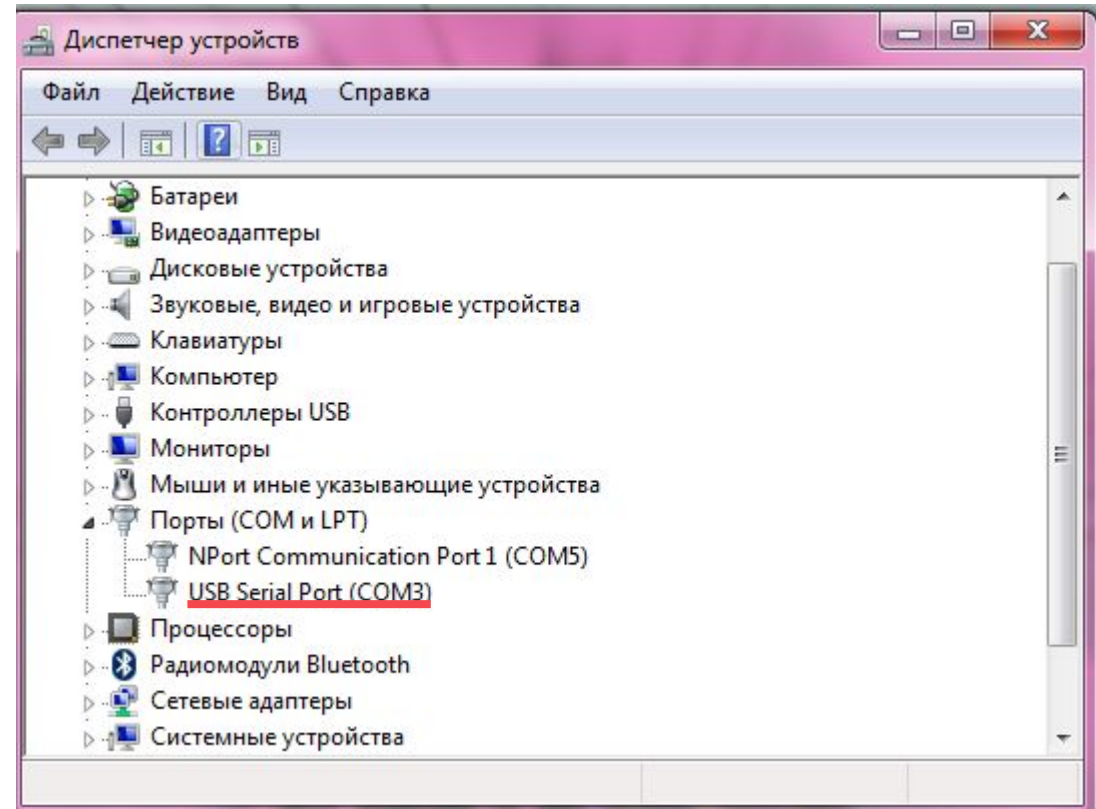 Диспетчер устройств
Файл Действие Вид Справка
Батареи
Видеоадаптеры
Дисковые устройства
Звуковые, видео и игровые устройства
Клавиатуры
Компьютер
Контроллеры USB
Мониторы
Мыши и иные указывающие устройства
Порты (COM и LPT)
NPort Communication Port 1 (COM5)
USB Serial Port (COM3)
Процессоры
Радиомодули Bluetooth
Сетевые адаптеры
Системные устройства